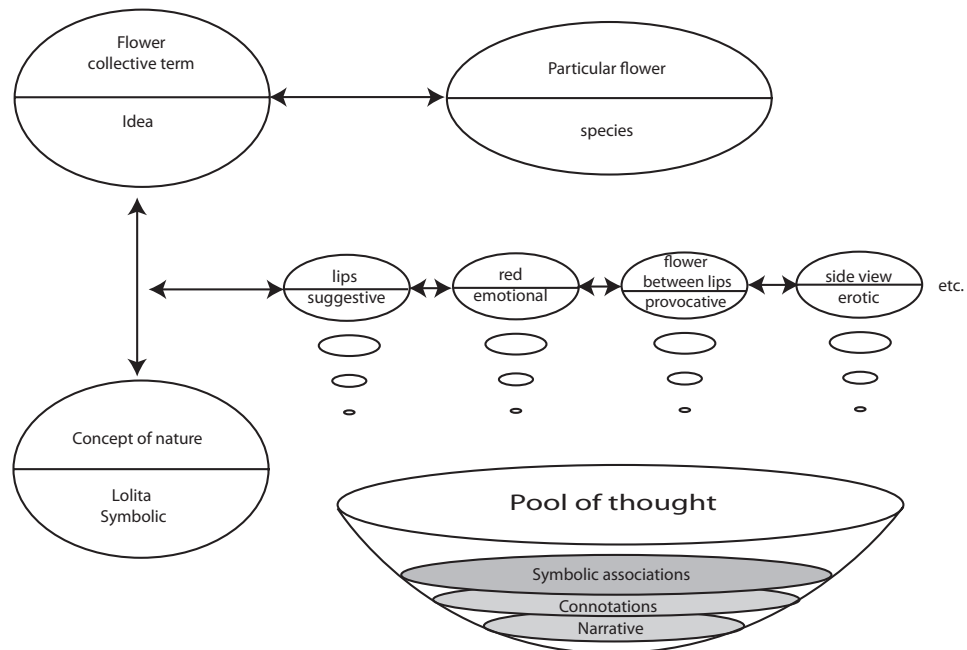 Flower
collective term
Idea
Particular flower
species
lips
suggestive
red
emotional
flower
between lips
provocative
side view
erotic
etc.
Concept of nature
Lolita
Symbolic
Pool of thought
Symbolic associations
Connotations
Narrative